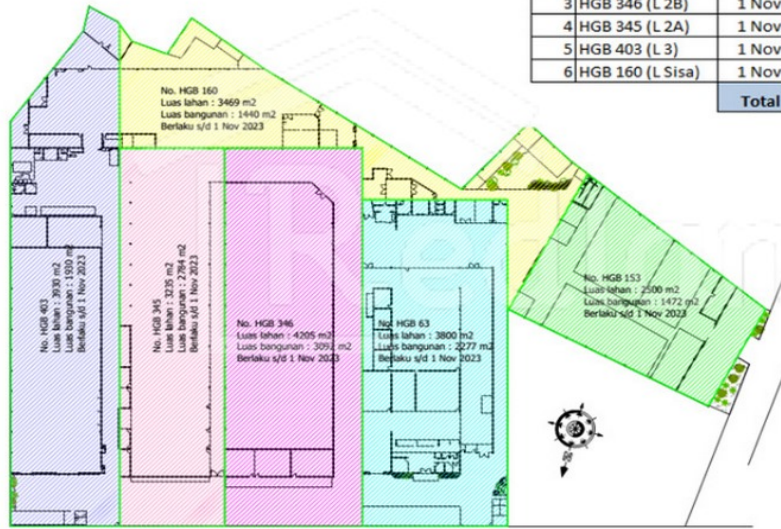 3 HGB 346 (L 2B) 1 Nov
4 HGB 345 (L 2A) 1 Nov
5 HGB 403 (L 3) 1 Nov
6 HGB 160 (L Sisa) 1 Nov
Total
No. HGB 160
Luas lahan : 3469 m2
Luas bangunan : 1440 m2
Berlaku s/d 1 Nov 2023
No. HGB 403
Luas lahan : 3930 m2
Luas bangunan : 1930 m2
Berlaku s/d 1 Nov 2023
No. HGB 345
Luas lahan : 3235 m2
Luas bangunan : 2784 m2
Berlaku s/d 1 Nov 2023
No. HGB 346
Luas lahan : 4205 m2
Luas bangunan : 3092 m2
Berlaku s/d 1 Nov 2023
No. HGB 63
Luas lahan : 3800 m2
Luas bangunan : 2277 m2
Berlaku s/d 1 Nov 2023
No. HGB 153
Luas lahan : 2500 m2
Luas bangunan : 1472 m2
Berlaku s/d 1 Nov 2023